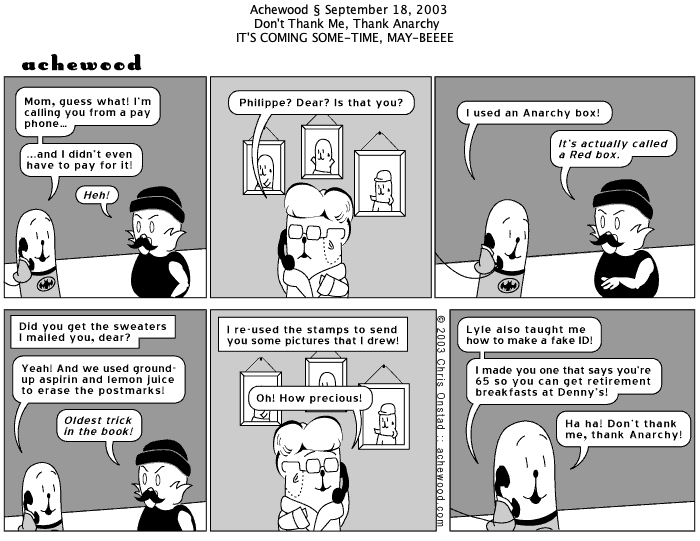 Achewood § September 18, 2003
Don't Thank Me, Thank Anarchy
IT'S COMING SOME-TIME, MAY-BEEEE
achewood
Mom, guess what! I'm
calling you from a pay
phone...
...and I didn't even
have to pay for it!
Heh!
Philippe? Dear? Is that you?
I used an Anarchy box!
It's actually called
a Red box.
Did you get the sweaters
I mailed you, dear?
Yeah! And we used ground-
up aspirin and lemon juice
to erase the postmarks!
Oldest trick
in the book!
I re-used the stamps to send
you some pictures that I drew!
Oh! How precious!
© 2003 Chris Onstad :: achewood.com
Lyle also taught me
how to make a fake ID!
I made you one that says you're
65 so you can get retirement
breakfasts at Denny's!
Ha ha! Don't thank
me, thank Anarchy!